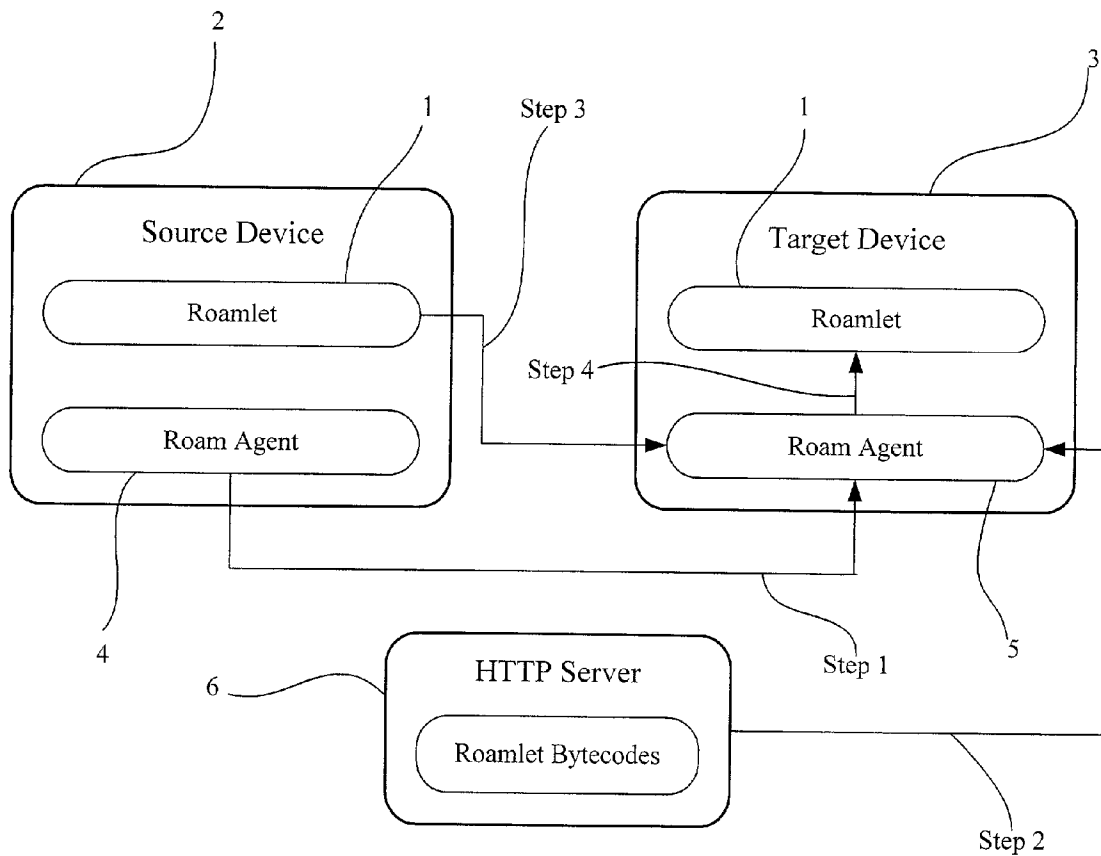 2
1
Step 3
1
3
Source Device
Target Device
Roamlet
Roamlet
Step 4
Roam Agent
Roam Agent
4
Step 1
5
6
HTTP Server
Roamlet Bytecodes
Step 2